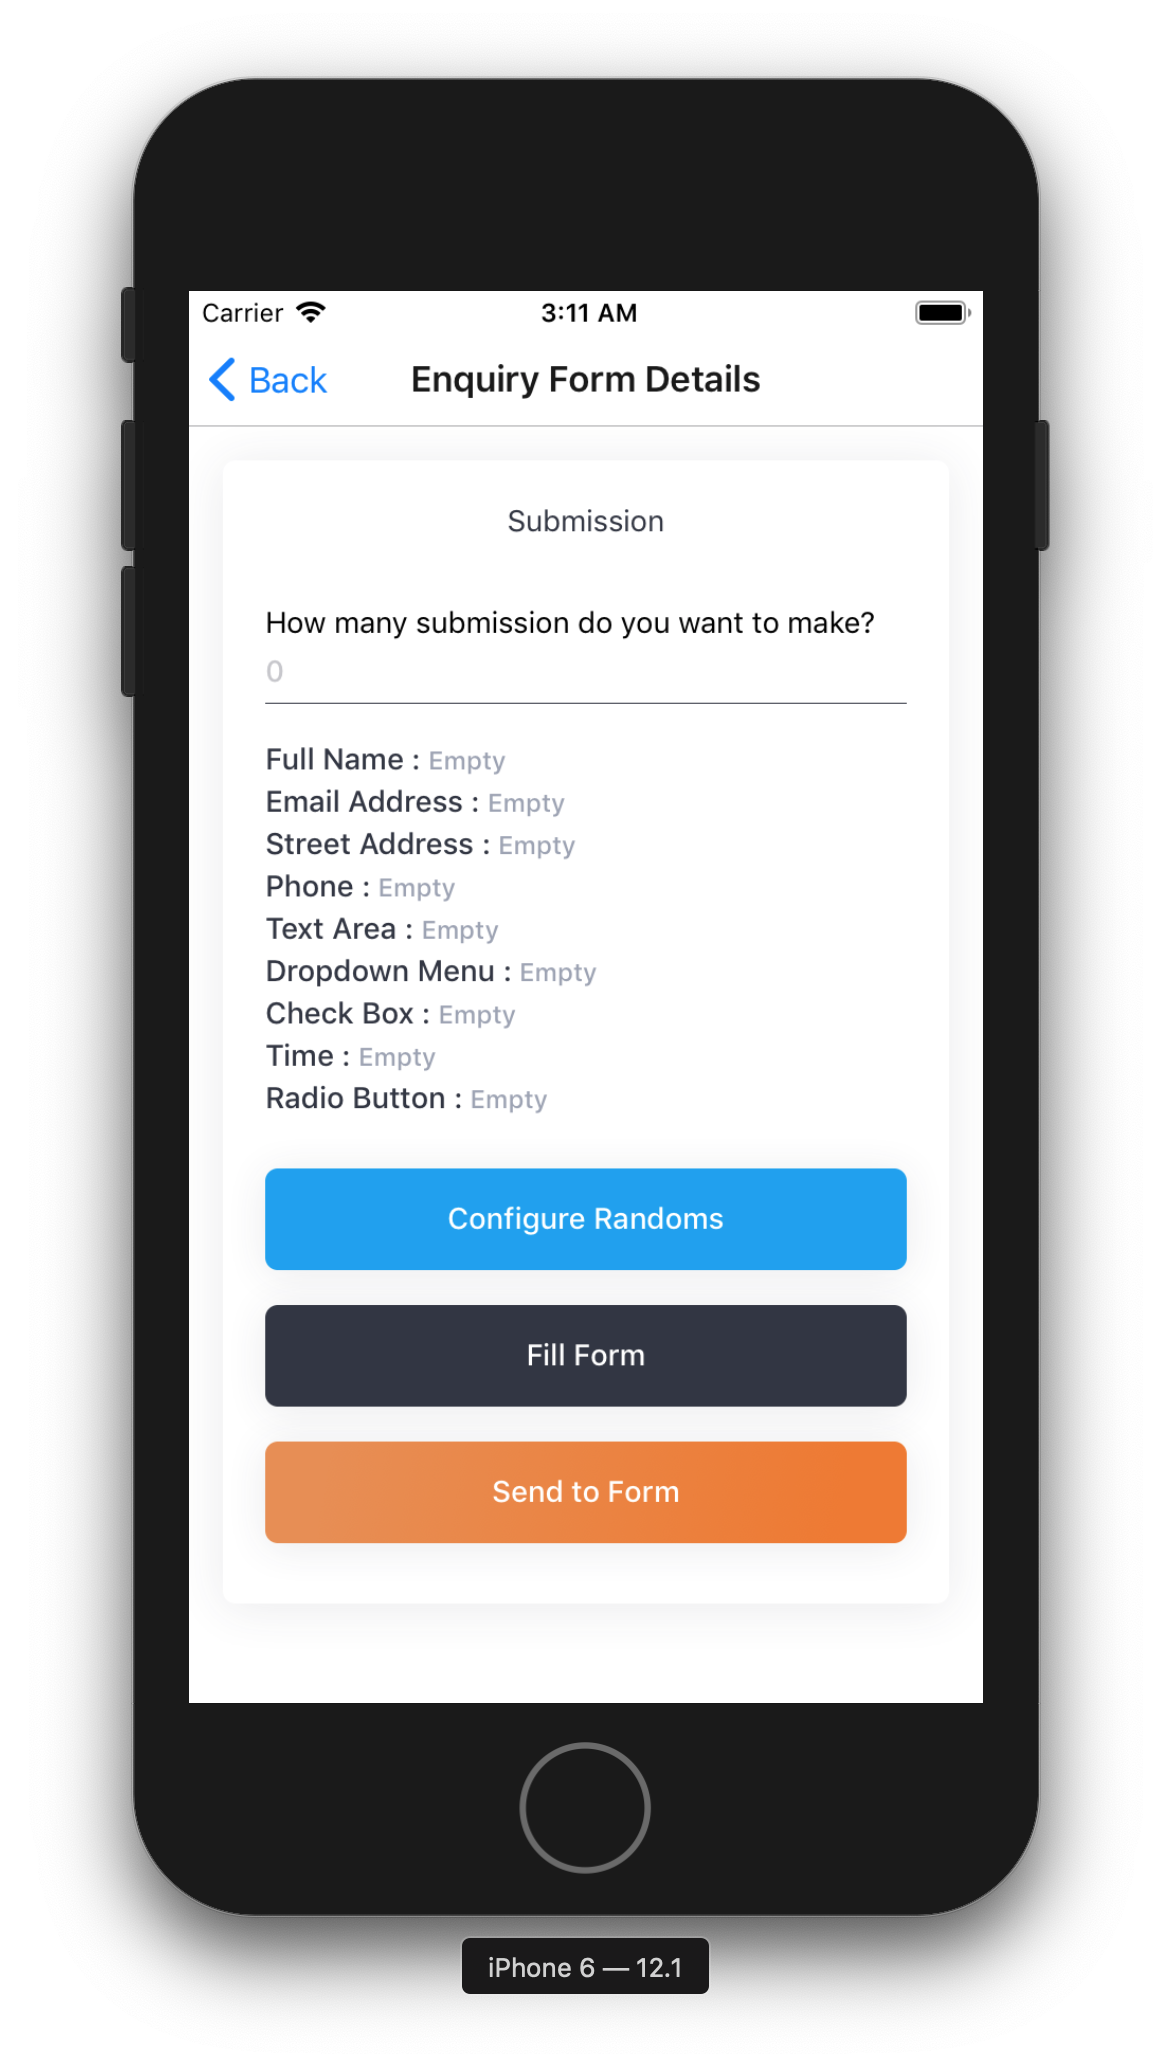 Carrier 3:11 AM
Back Enquiry Form Details
Submission
How many submission do you want to make?
0
Full Name : Empty
Email Address : Empty
Street Address : Empty
Phone : Empty
Text Area : Empty
Dropdown Menu : Empty
Check Box : Empty
Time : Empty
Radio Button : Empty
Configure Randoms
Fill Form
Send to Form
iPhone 6 — 12.1